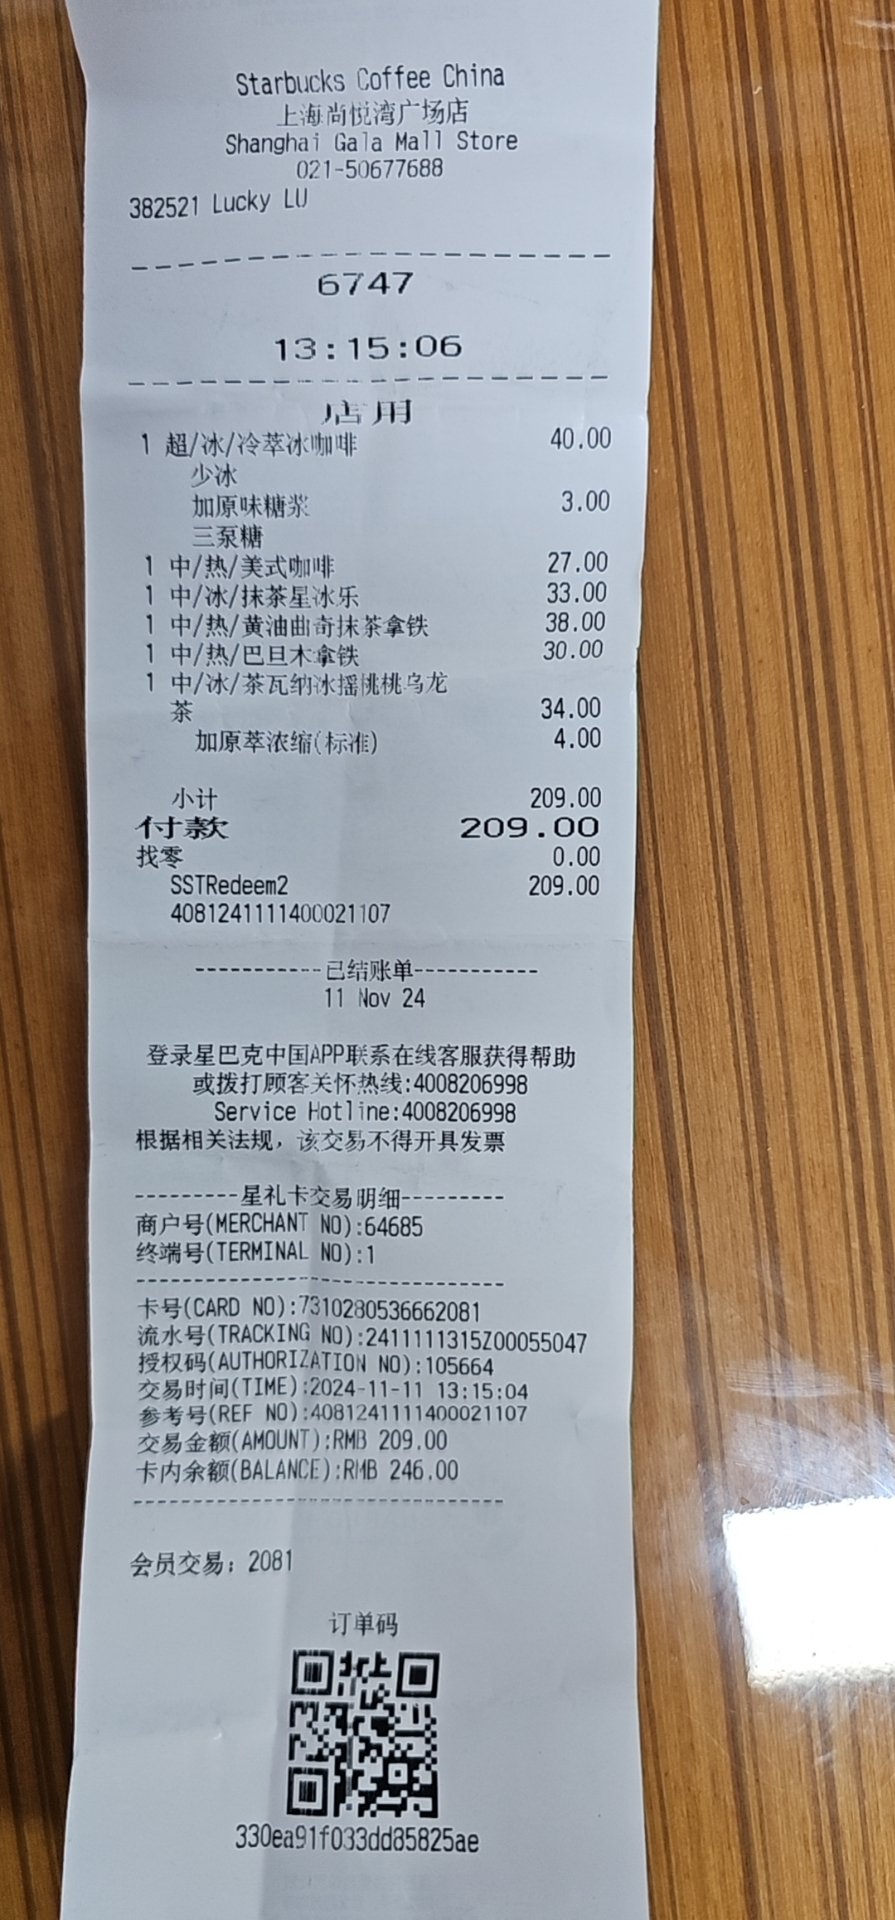 Starbucks Coffee China
上海尚悦湾广场店
Shanghai Gala Mall Store
021-50677688
382521 Lucky LU
6747
13:15:06
店用
1 超/冰/冷萃冰咖啡 40.00
少冰
加原味糖浆 3.00
三泵糖
1 中/热/美式咖啡 27.00
1 中/冰/抹茶星冰乐 33.00
1 中/热/黄油曲奇抹茶拿铁 38.00
1 中/热/巴旦木拿铁 30.00
1 中/冰/茶瓦纳冰摇桃桃乌龙
茶 34.00
加原萃浓缩(标准) 4.00
小计 209.00
付款 209.00
找零 0.00
SSTRedeem2 209.00
4081241111400021107
-----------已结账单-----------
11 Nov 24
登录星巴克中国APP联系在线客服获得帮助
或拨打顾客关怀热线:4008206998
Service Hotline:4008206998
根据相关法规，该交易不得开具发票
---------星礼卡交易明细---------
商户号(MERCHANT NO):64685
终端号(TERMINAL NO):1
卡号(CARD NO):7310280536662081
流水号(TRACKING NO):2411111315Z00055047
授权码(AUTHORIZATION NO):105664
交易时间(TIME):2024-11-11 13:15:04
参考号(REF NO):4081241111400021107
交易金额(AMOUNT):RMB 209.00
卡内余额(BALANCE):RMB 246.00
会员交易: 2081
订单码
330ea91f033dd85825ae